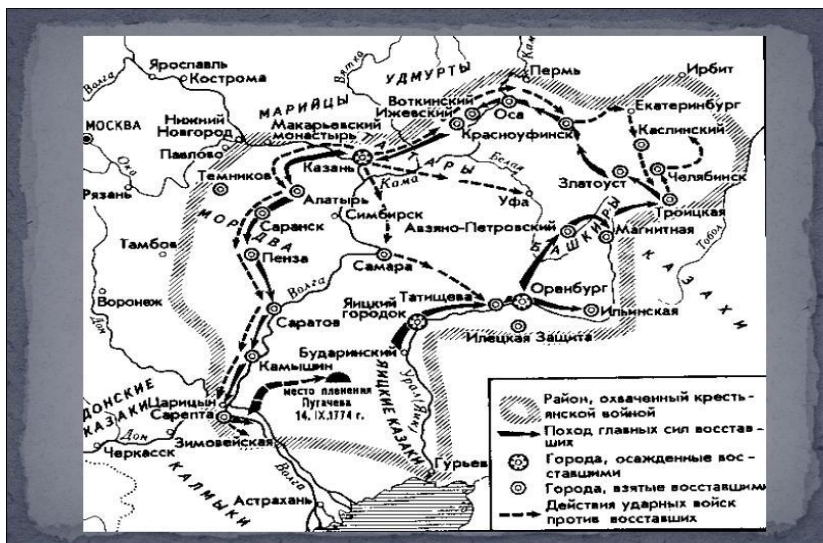 Ярославль
Кострома
Волга
Вятка
УДМУРТЫ
Кама
Пермь
Ирбит
МАРИЙЦЫ
Воткинский
Ижевский
Оса
Екатеринбург
Нижний
Новгород
Макарьевский
монастырь
Красноуфинск
Каслинский
МОСКВА
Павлово
Ока
Казань
Кама
Белая
Златоуст
Челябинск
Рязань
Темников
Алатырь
Симбирск
Уфа
Троицкая
МОРДВА
Саранск
Авзяно-Петровский
БАШКИРЫ
Магнитная
Тобол
Тамбов
Пенза
Самара
КАЗАХИ
Волга
Воронеж
Дон
Татищева
Оренбург
Яицкий
городок
Ильинская
Саратов
Илецкая Защита
Бударинский
Камышин
место пленения
Пугачева
14.IX.1774 г.
Урал
(Яик)
ЯИЦКИЕ КАЗАКИ
ДОНСКИЕ
КАЗАКИ
Царицын
Сарепта
Дон
Зимовейская
Черкасск
Волга
Гурьев
КАЛМЫКИ
Астрахань
Район, охваченный кресть-
янской войной
Поход главных сил восстав-
ших
Города, осажденные вос-
ставшими
Города, взятые восставшими
Действия ударных войск
против восставших